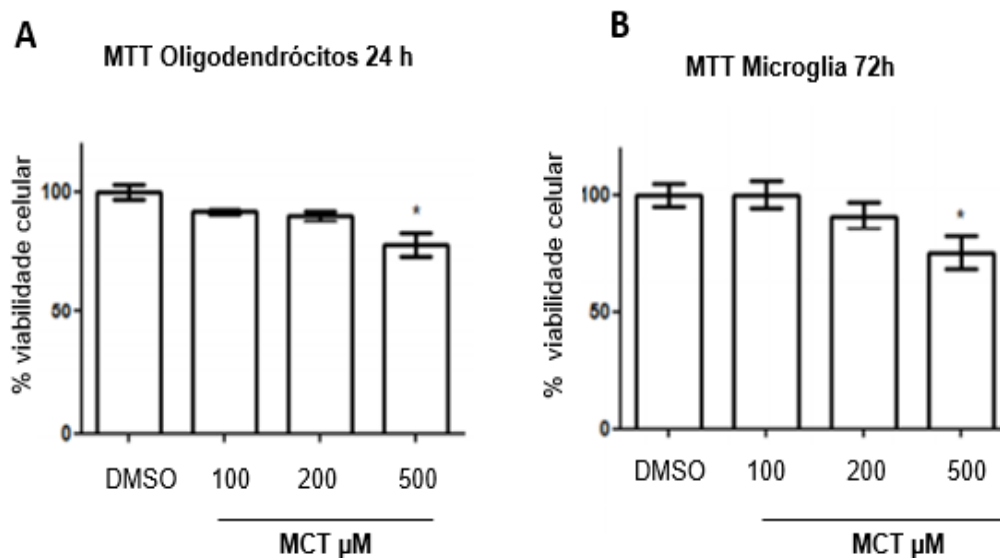 A
MTT Oligodendrócitos 24 h
% viabilidade celular
100
50
0
DMSO 100 200 500
*
MCT µM
B
MTT Microglia 72h
% viabilidade celular
100
50
0
DMSO 100 200 500
*
MCT µM